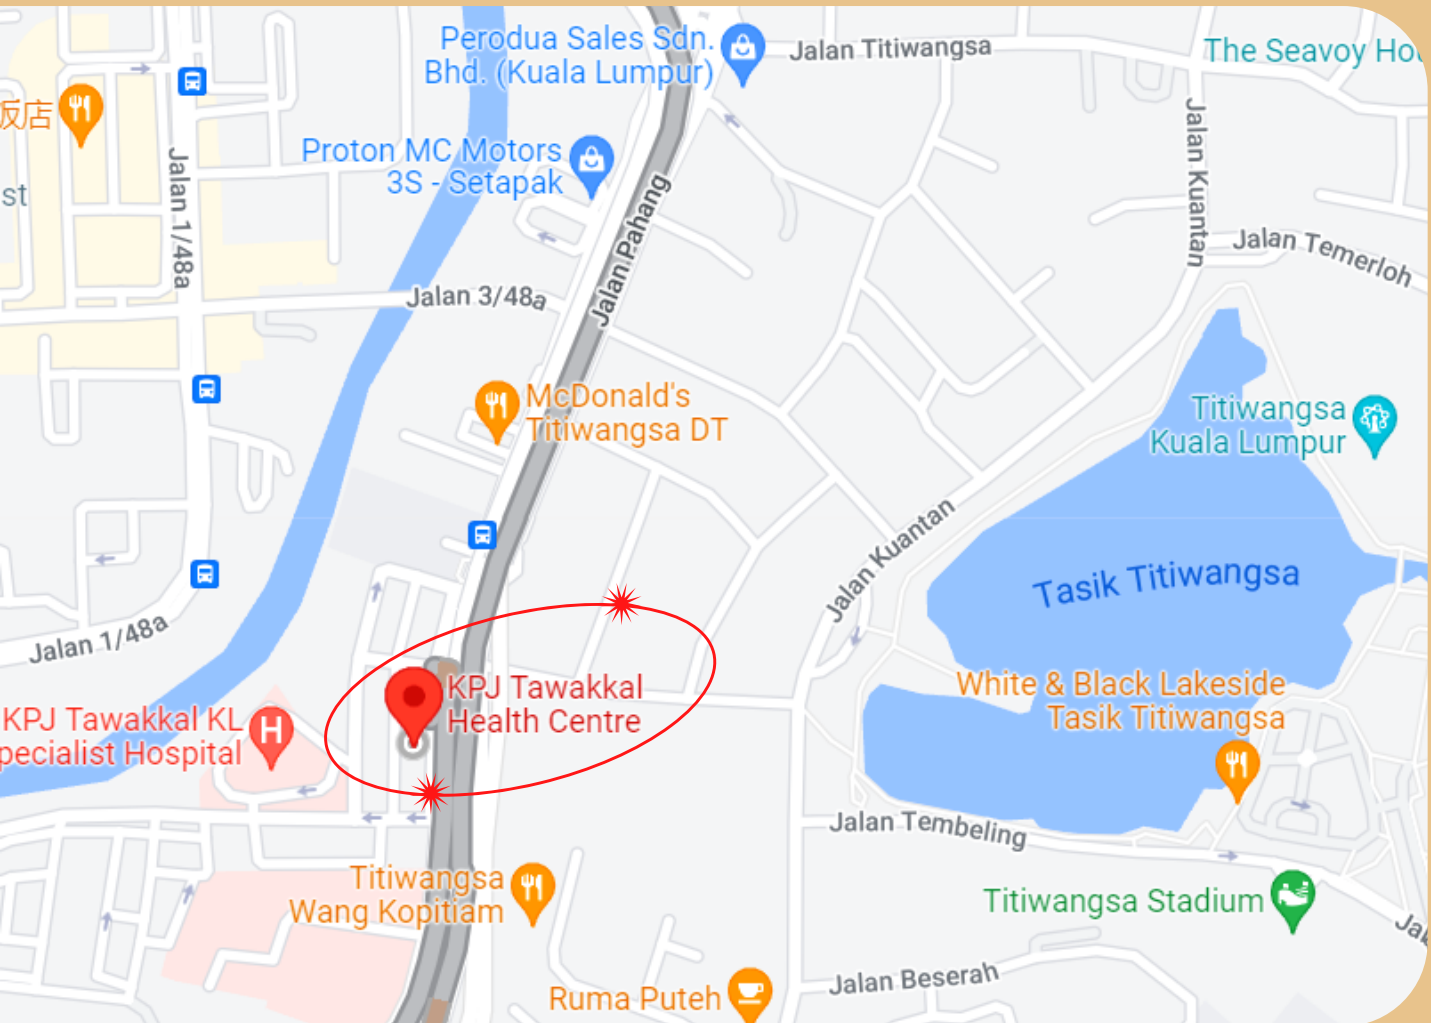 Perodua Sales Sdn.
Bhd. (Kuala Lumpur)
Jalan Titiwangsa
The Seavoy Hou
饭店
Jalan 1/48a
Proton MC Motors
3S - Setapak
Jalan Kuantan
st
Jalan Pahang
Jalan Temerloh
Jalan 3/48a
McDonald's
Titiwangsa DT
Titiwangsa
Kuala Lumpur
Jalan Kuantan
Tasik Titiwangsa
Jalan 1/48a
KPJ Tawakkal
Health Centre
White & Black Lakeside
Tasik Titiwangsa
KPJ Tawakkal KL
pecialist Hospital
H
Jalan Tembeling
Titiwangsa
Wang Kopitiam
Titiwangsa Stadium
Jal
Jalan Beserah
Ruma Puteh